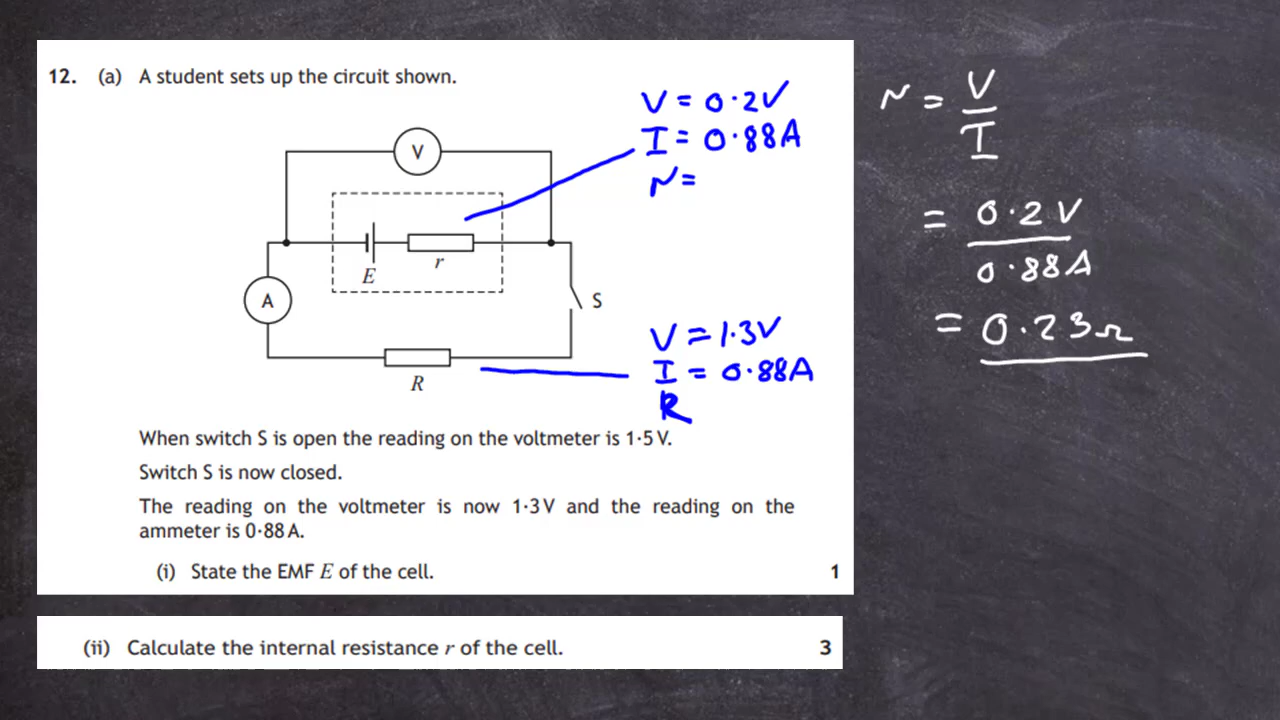 12. (a) A student sets up the circuit shown.
V
E
r
A
S
R
V = 0.2V
I = 0.88A
r =
V = 1.3V
I = 0.88A
R
When switch S is open the reading on the voltmeter is 1·5 V.
Switch S is now closed.
The reading on the voltmeter is now 1·3 V and the reading on the
ammeter is 0·88 A.
(i) State the EMF E of the cell. 1
(ii) Calculate the internal resistance r of the cell. 3
r = V
I
= 0.2V
0.88A
= 0.23Ω